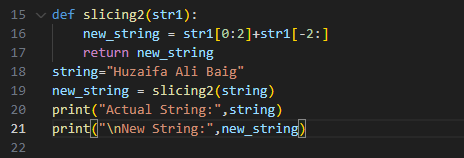 15 def slicing2(str1):
16     new_string = str1[0:2]+str1[-2:]
17     return new_string
18 string="Huzaifa Ali Baig"
19 new_string = slicing2(string)
20 print("Actual String:",string)
21 print("\nNew String:",new_string)
22